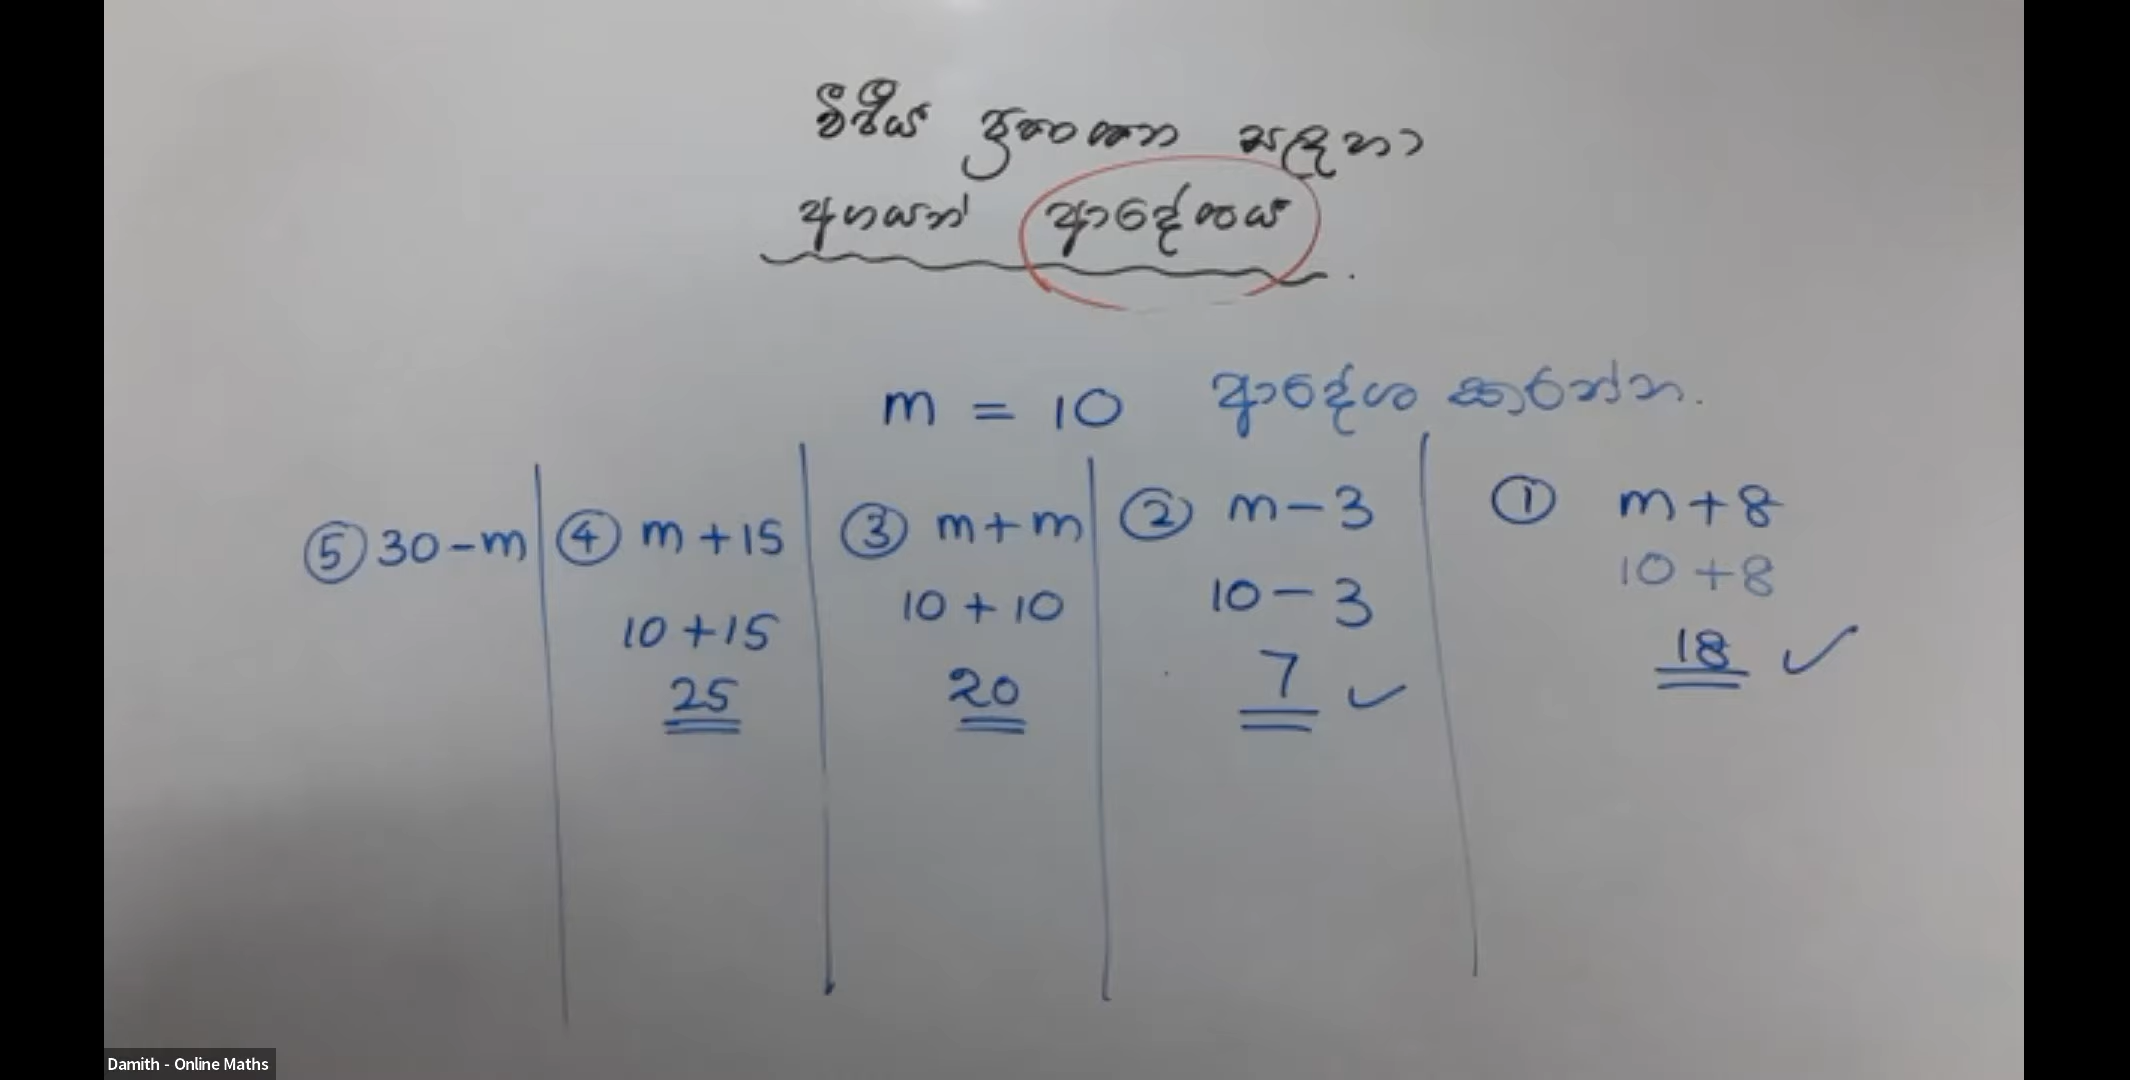 වීජීය ප්‍රකාශන සඳහා
අගයන් ආදේශය.
m = 10 ආදේශ කරන්න.
⑤ 30 - m ④ m + 15 ③ m + m ② m - 3 ① m + 8
10 + 15 10 + 10 10 - 3 10 + 8
25 20 7 ✓ 18 ✓
Damith - Online Maths